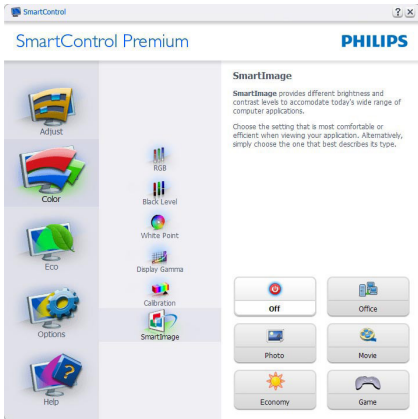 SmartControl
SmartControl Premium
PHILIPS
Adjust
Color
Eco
Options
Help
RGB
Black Level
White Point
Display Gamma
Calibration
SmartImage
SmartImage
SmartImage provides different brightness and
contrast levels to accomodate today's wide range of
computer applications.
Choose the setting that is most comfortable or
efficient when viewing your application. Alternatively,
simply choose the one that best describes its type.
Off
Office
Photo
Movie
Economy
Game